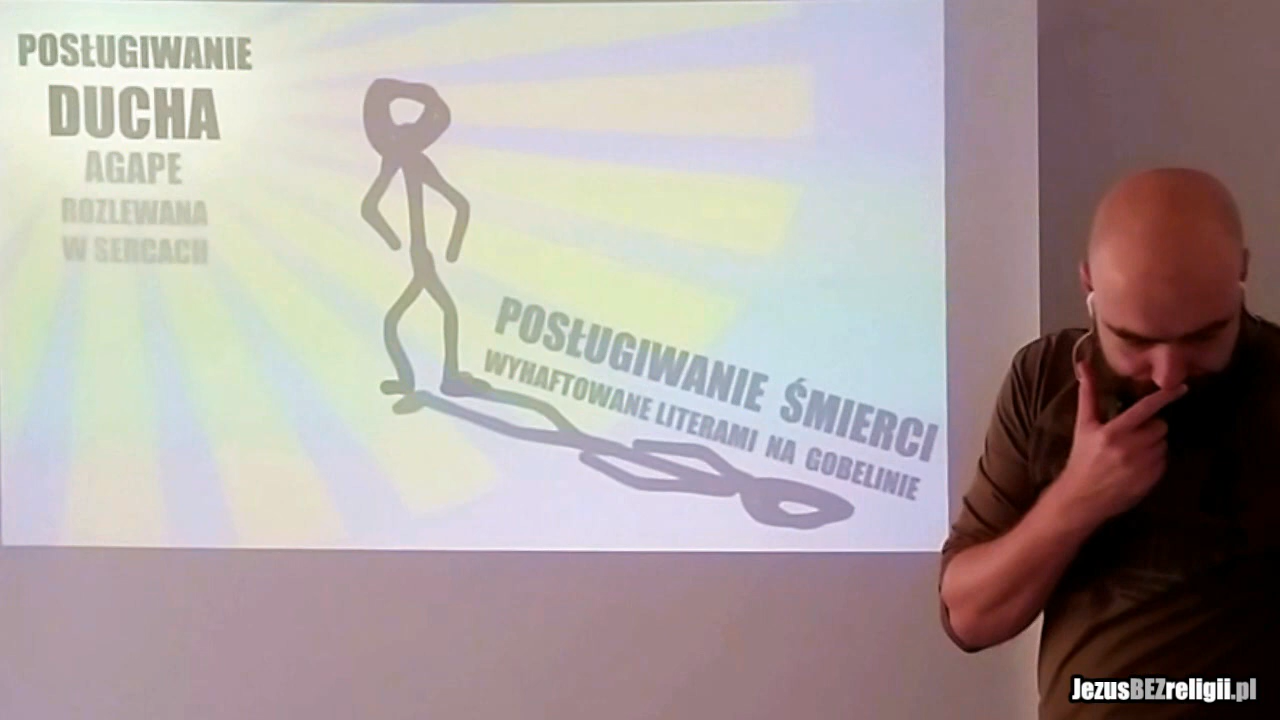 POSŁUGIWANIE
DUCHA
AGAPE
ROZLEWANA
W SERCACH
POSŁUGIWANIE ŚMIERCI
WYHAFTOWANE LITERAMI NA GOBELINIE
JezusBEZreligii.pl